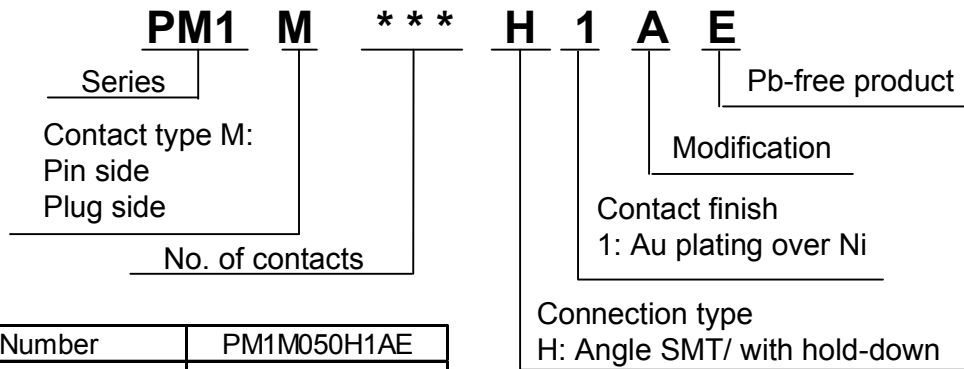 PM1 M *** H 1 A E
Series
Pb-free product
Contact type M:
Pin side
Plug side
Modification
Contact finish
1: Au plating over Ni
No. of contacts
Connection type
H: Angle SMT/ with hold-down
Number PM1M050H1AE